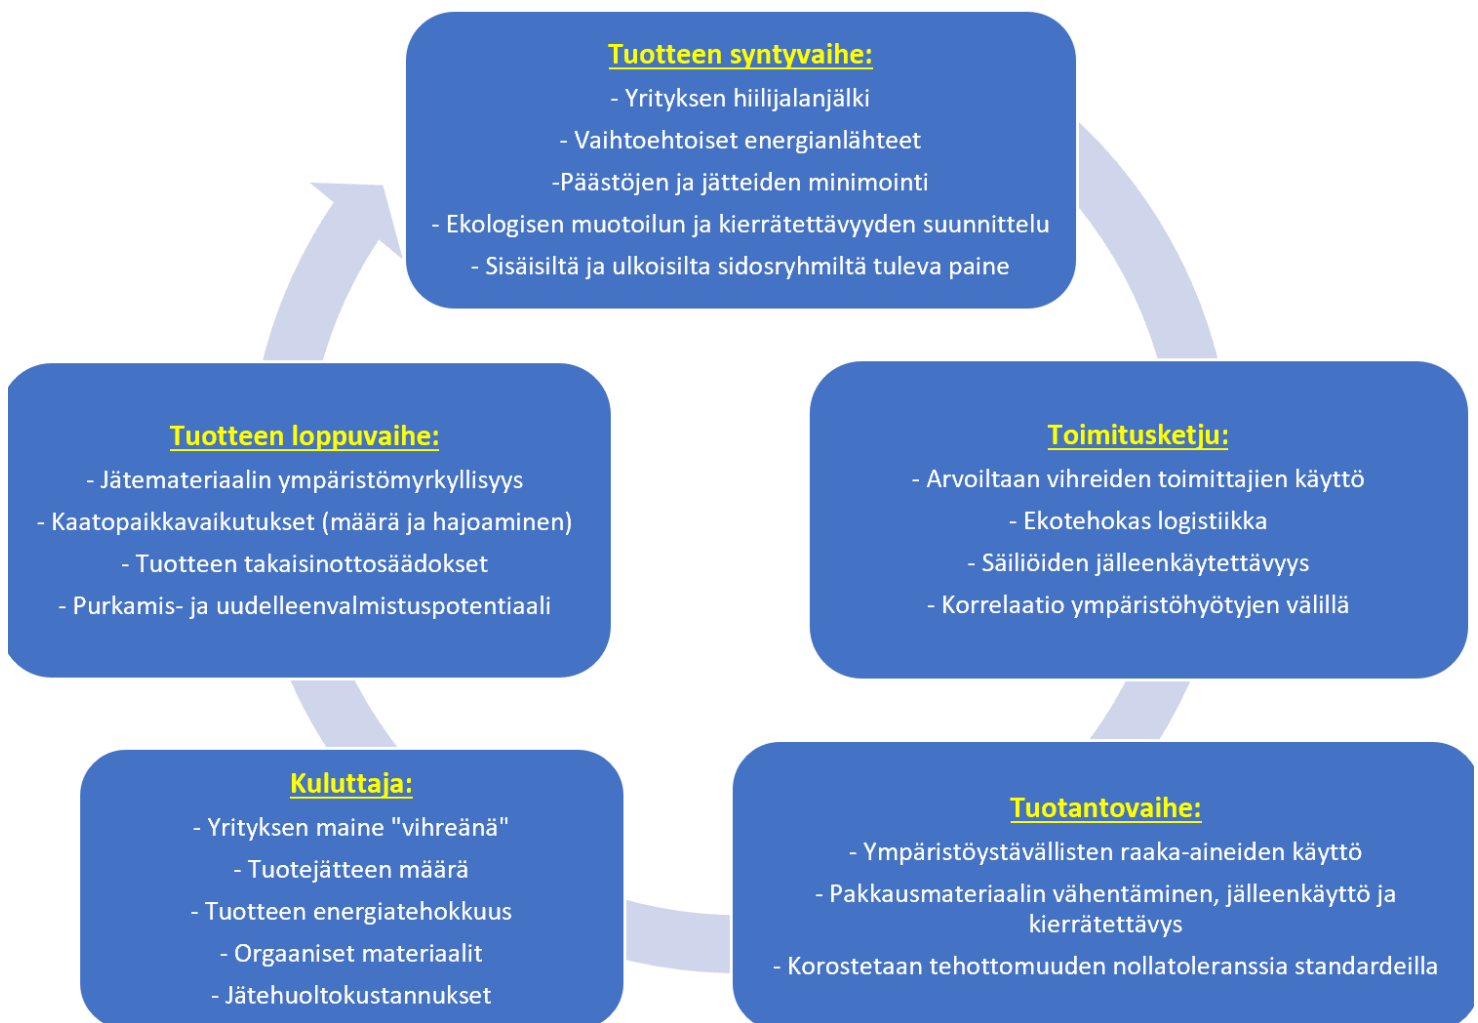 Tuotteen syntyvaihe:
- Yrityksen hiilijalanjälki
- Vaihtoehtoiset energianlähteet
-Päästöjen ja jätteiden minimointi
- Ekologisen muotoilun ja kierrätettävyyden suunnittelu
- Sisäisiltä ja ulkoisilta sidosryhmiltä tuleva paine
Toimitusketju:
- Arvoiltaan vihreiden toimittajien käyttö
- Ekotehokas logistiikka
- Säiliöiden jälleenkäytettävyys
- Korrelaatio ympäristöhyötyjen välillä
Tuotantovaihe:
- Ympäristöystävällisten raaka-aineiden käyttö
- Pakkausmateriaalin vähentäminen, jälleenkäyttö ja
kierrätettävys
- Korostetaan tehottomuuden nollatoleranssia standardeilla
Kuluttaja:
- Yrityksen maine "vihreänä"
- Tuotejätteen määrä
- Tuotteen energiatehokkuus
- Orgaaniset materiaalit
- Jätehuoltokustannukset
Tuotteen loppuvaihe:
- Jätemateriaalin ympäristömyrkyllisyys
- Kaatopaikkavaikutukset (määrä ja hajoaminen)
- Tuotteen takaisinottosäädokset
- Purkamis- ja uudelleenvalmistuspotentiaali